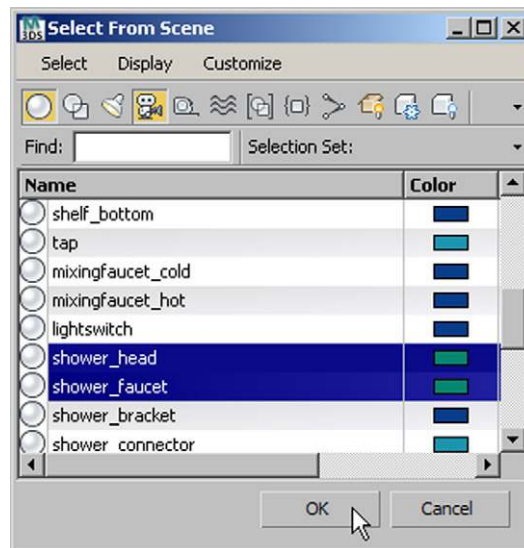 3DS Select From Scene
Select Display Customize
Find: Selection Set:
Name Color
shelf_bottom
tap
mixingfaucet_cold
mixingfaucet_hot
lightswitch
shower_head
shower_faucet
shower_bracket
shower_connector
OK Cancel